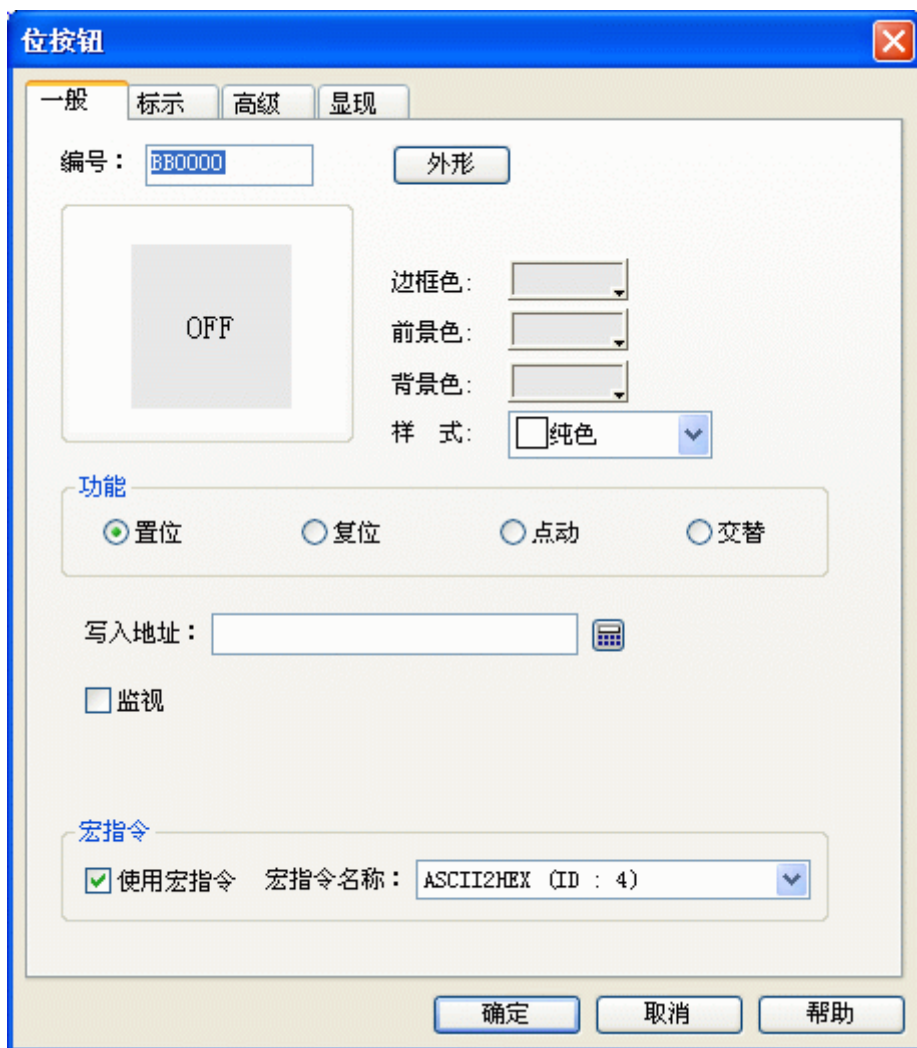 位按钮
一般 标示 高级 显现
编号： BB0000 外形
OFF
边框色:
前景色:
背景色:
样 式: 纯色
功能
置位 复位 点动 交替
写入地址：
监视
宏指令
使用宏指令 宏指令名称： ASCII2HEX (ID : 4)
确定 取消 帮助